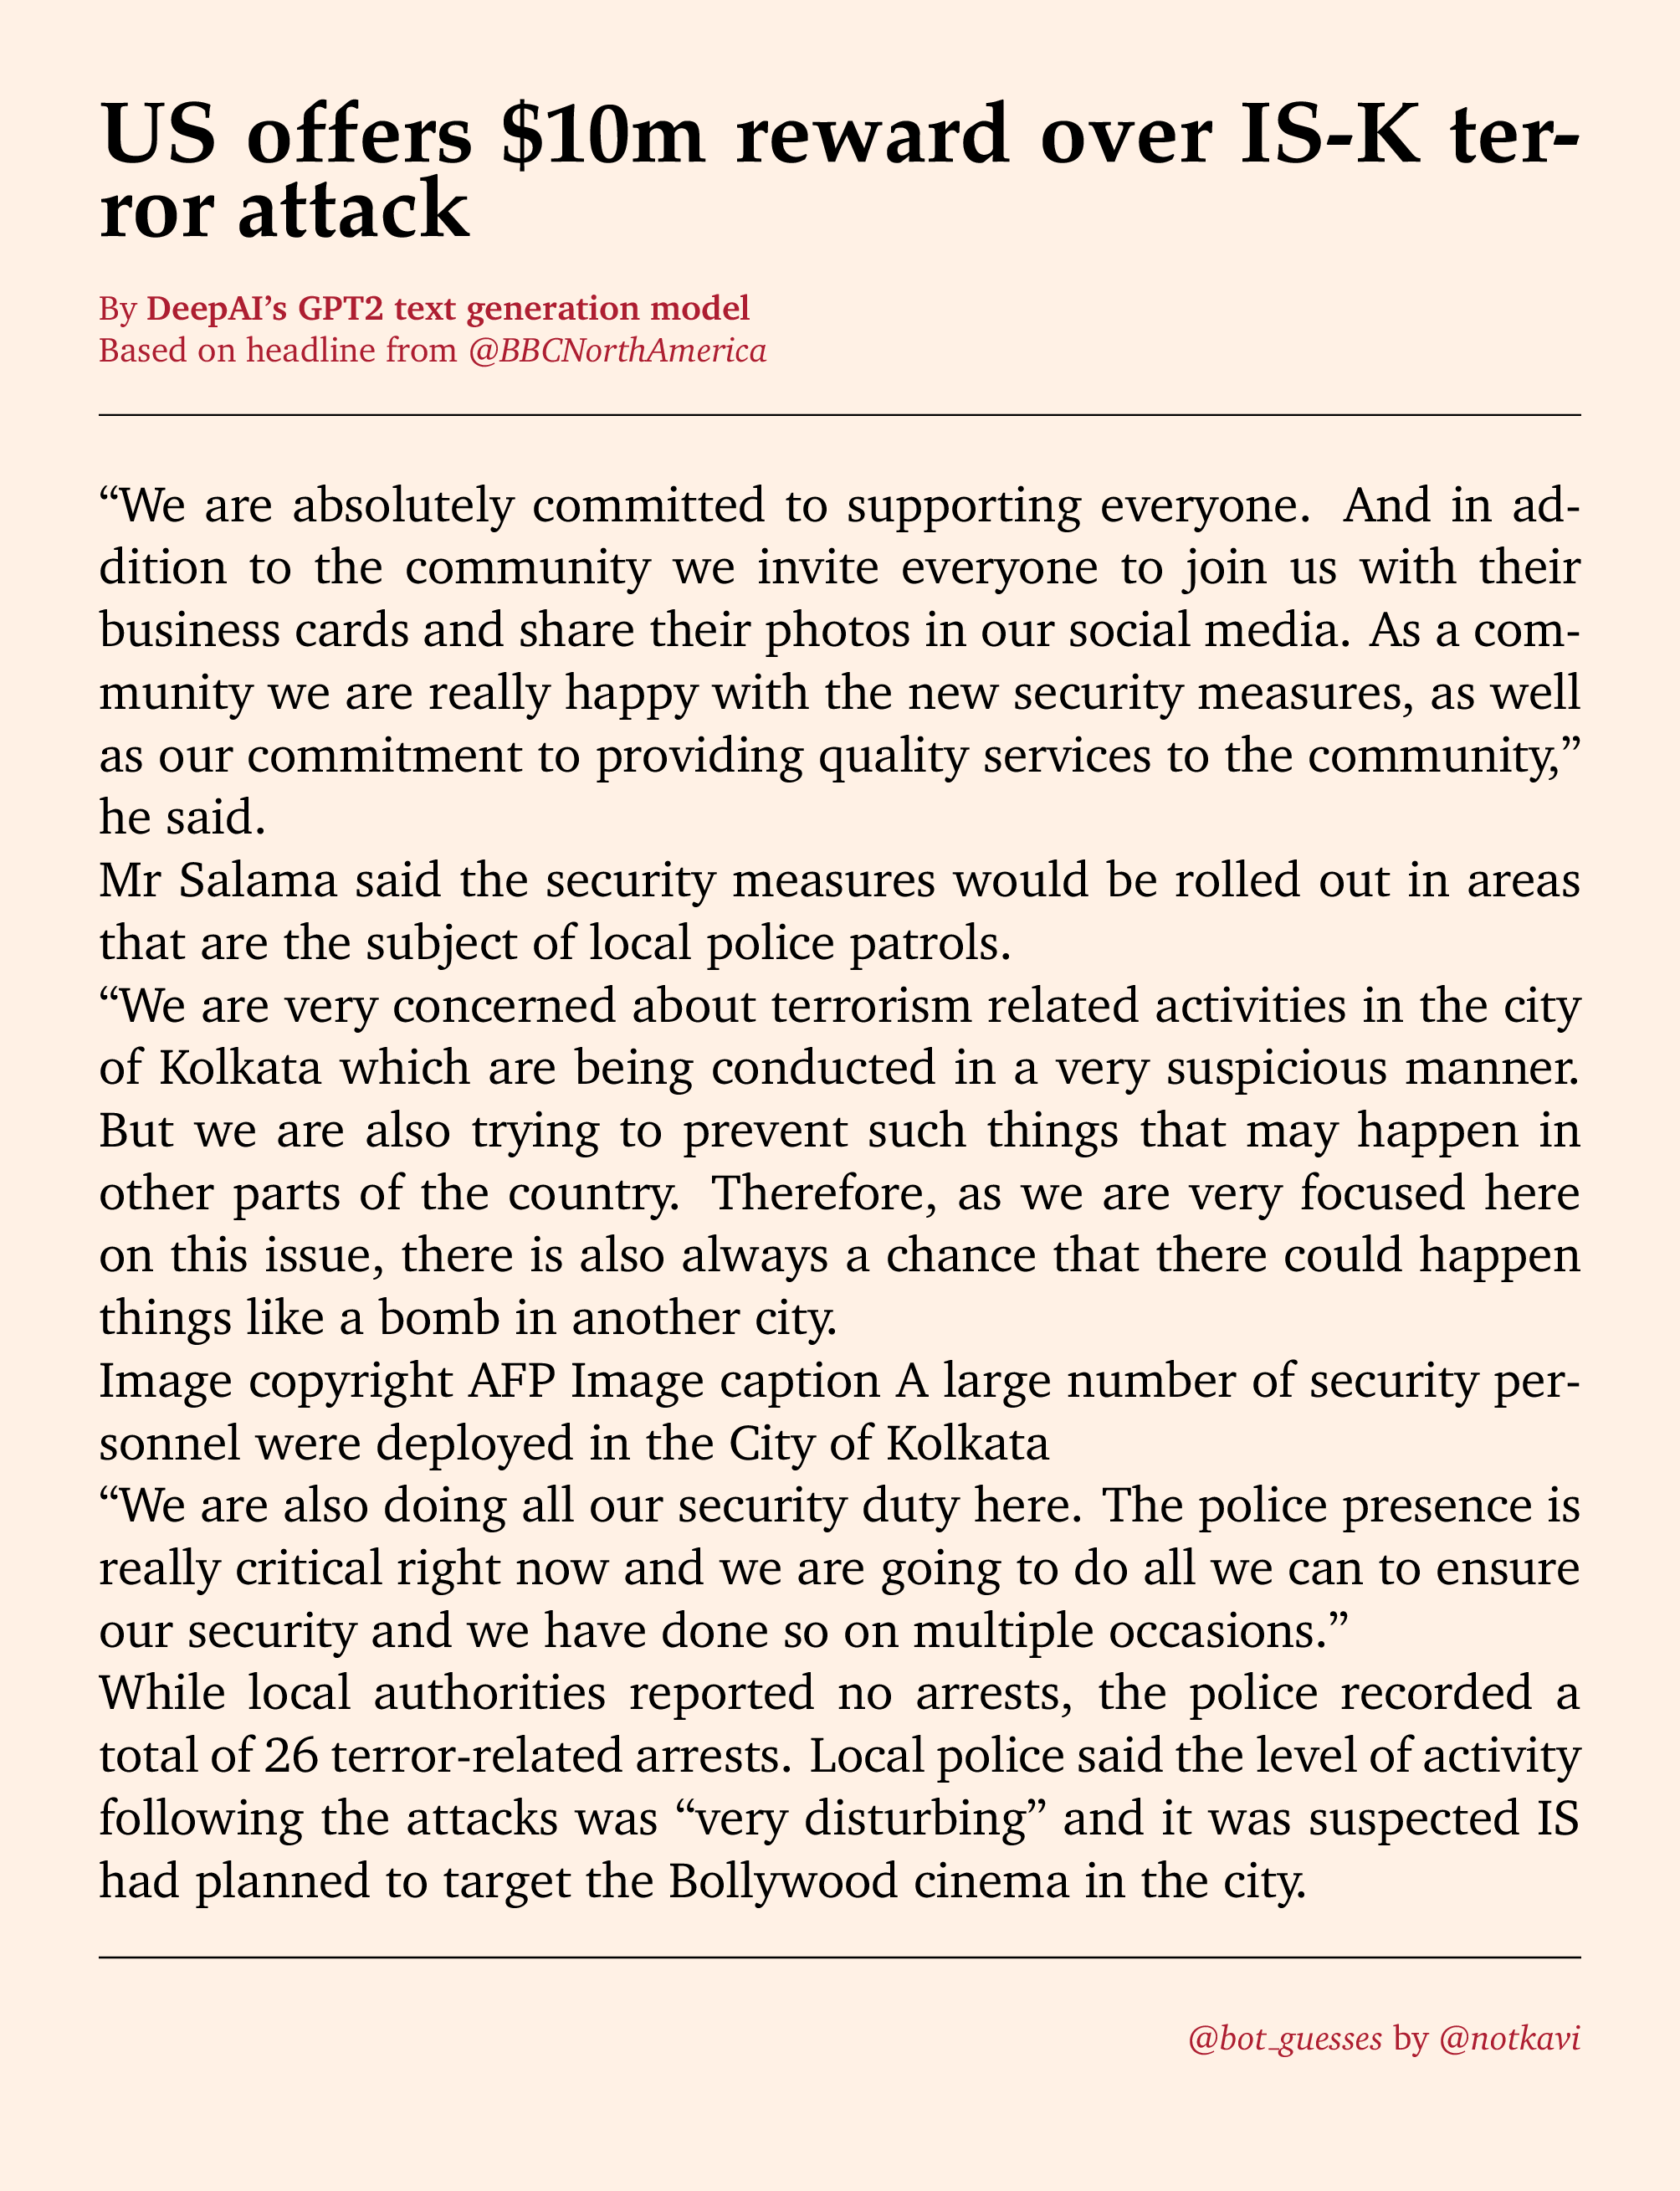 US offers $10m reward over IS-K ter-
ror attack
By DeepAI’s GPT2 text generation model
Based on headline from @BBCNorthAmerica
“We are absolutely committed to supporting everyone. And in ad-
dition to the community we invite everyone to join us with their
business cards and share their photos in our social media. As a com-
munity we are really happy with the new security measures, as well
as our commitment to providing quality services to the community,”
he said.
Mr Salama said the security measures would be rolled out in areas
that are the subject of local police patrols.
“We are very concerned about terrorism related activities in the city
of Kolkata which are being conducted in a very suspicious manner.
But we are also trying to prevent such things that may happen in
other parts of the country. Therefore, as we are very focused here
on this issue, there is also always a chance that there could happen
things like a bomb in another city.
Image copyright AFP Image caption A large number of security per-
sonnel were deployed in the City of Kolkata
“We are also doing all our security duty here. The police presence is
really critical right now and we are going to do all we can to ensure
our security and we have done so on multiple occasions.”
While local authorities reported no arrests, the police recorded a
total of 26 terror-related arrests. Local police said the level of activity
following the attacks was “very disturbing” and it was suspected IS
had planned to target the Bollywood cinema in the city.
@bot_guesses by @notkavi